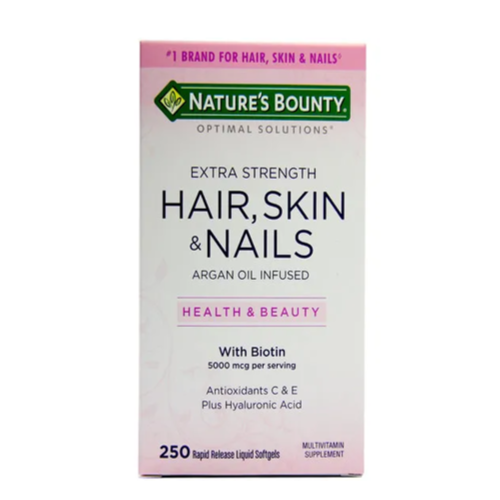 #1 BRAND FOR HAIR, SKIN & NAILS◊
NATURE'S BOUNTY®
OPTIMAL SOLUTIONS®
EXTRA STRENGTH
HAIR, SKIN
& NAILS
ARGAN OIL INFUSED
HEALTH & BEAUTY
With Biotin
5000 mcg per serving
Antioxidants C & E
Plus Hyaluronic Acid
250 Rapid Release Liquid Softgels
MULTIVITAMIN
SUPPLEMENT